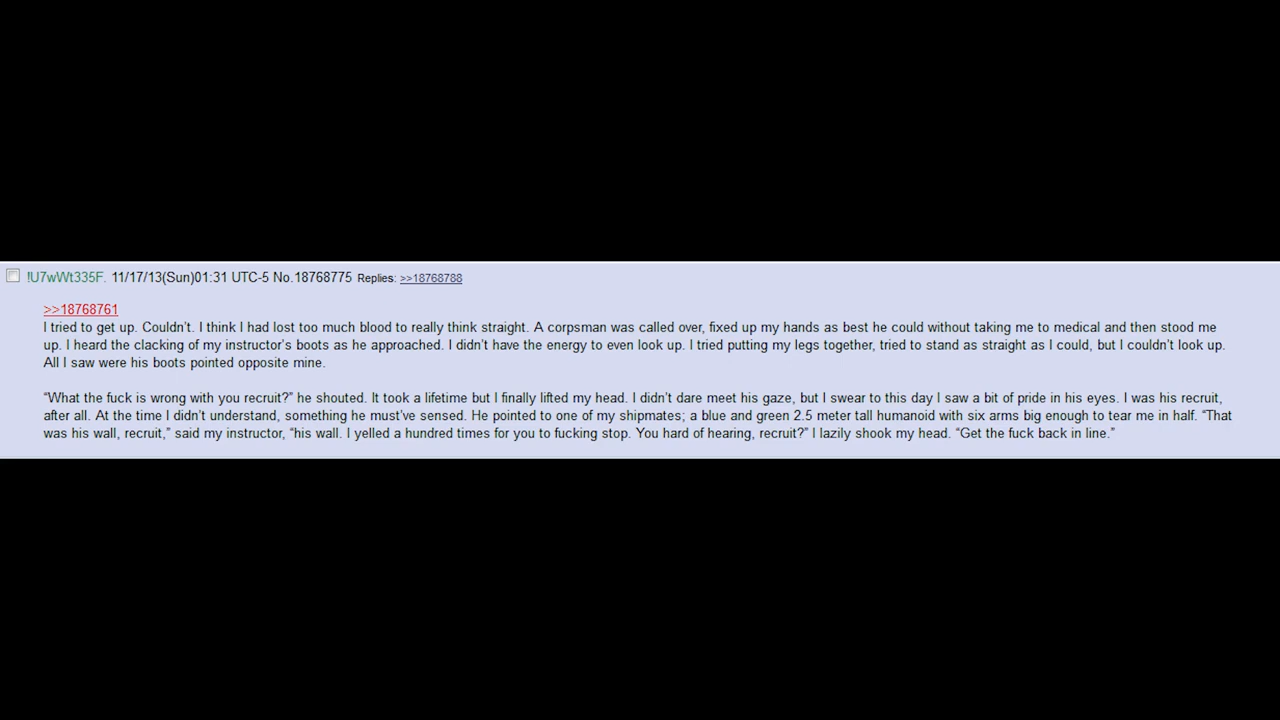 !U7wWt335F. 11/17/13(Sun)01:31 UTC-5 No.18768775 Replies: >>18768788
>>18768761
I tried to get up. Couldn’t. I think I had lost too much blood to really think straight. A corpsman was called over, fixed up my hands as best he could without taking me to medical and then stood me
up. I heard the clacking of my instructor’s boots as he approached. I didn’t have the energy to even look up. I tried putting my legs together, tried to stand as straight as I could, but I couldn’t look up.
All I saw were his boots pointed opposite mine.
“What the fuck is wrong with you recruit?” he shouted. It took a lifetime but I finally lifted my head. I didn’t dare meet his gaze, but I swear to this day I saw a bit of pride in his eyes. I was his recruit,
after all. At the time I didn’t understand, something he must’ve sensed. He pointed to one of my shipmates; a blue and green 2.5 meter tall humanoid with six arms big enough to tear me in half. “That
was his wall, recruit,” said my instructor, “his wall. I yelled a hundred times for you to fucking stop. You hard of hearing, recruit?” I lazily shook my head. “Get the fuck back in line.”